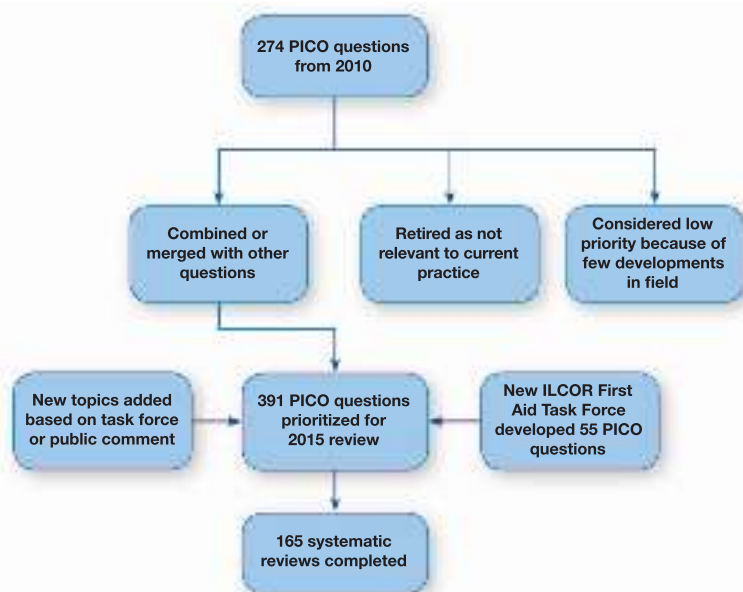 274 PICO questions
from 2010
Combined or
merged with other
questions
Retired as not
relevant to current
practice
Considered low
priority because of
few developments
in field
New topics added
based on task force
or public comment
391 PICO questions
prioritized for
2015 review
New ILCOR First
Aid Task Force
developed 55 PICO
questions
165 systematic
reviews completed